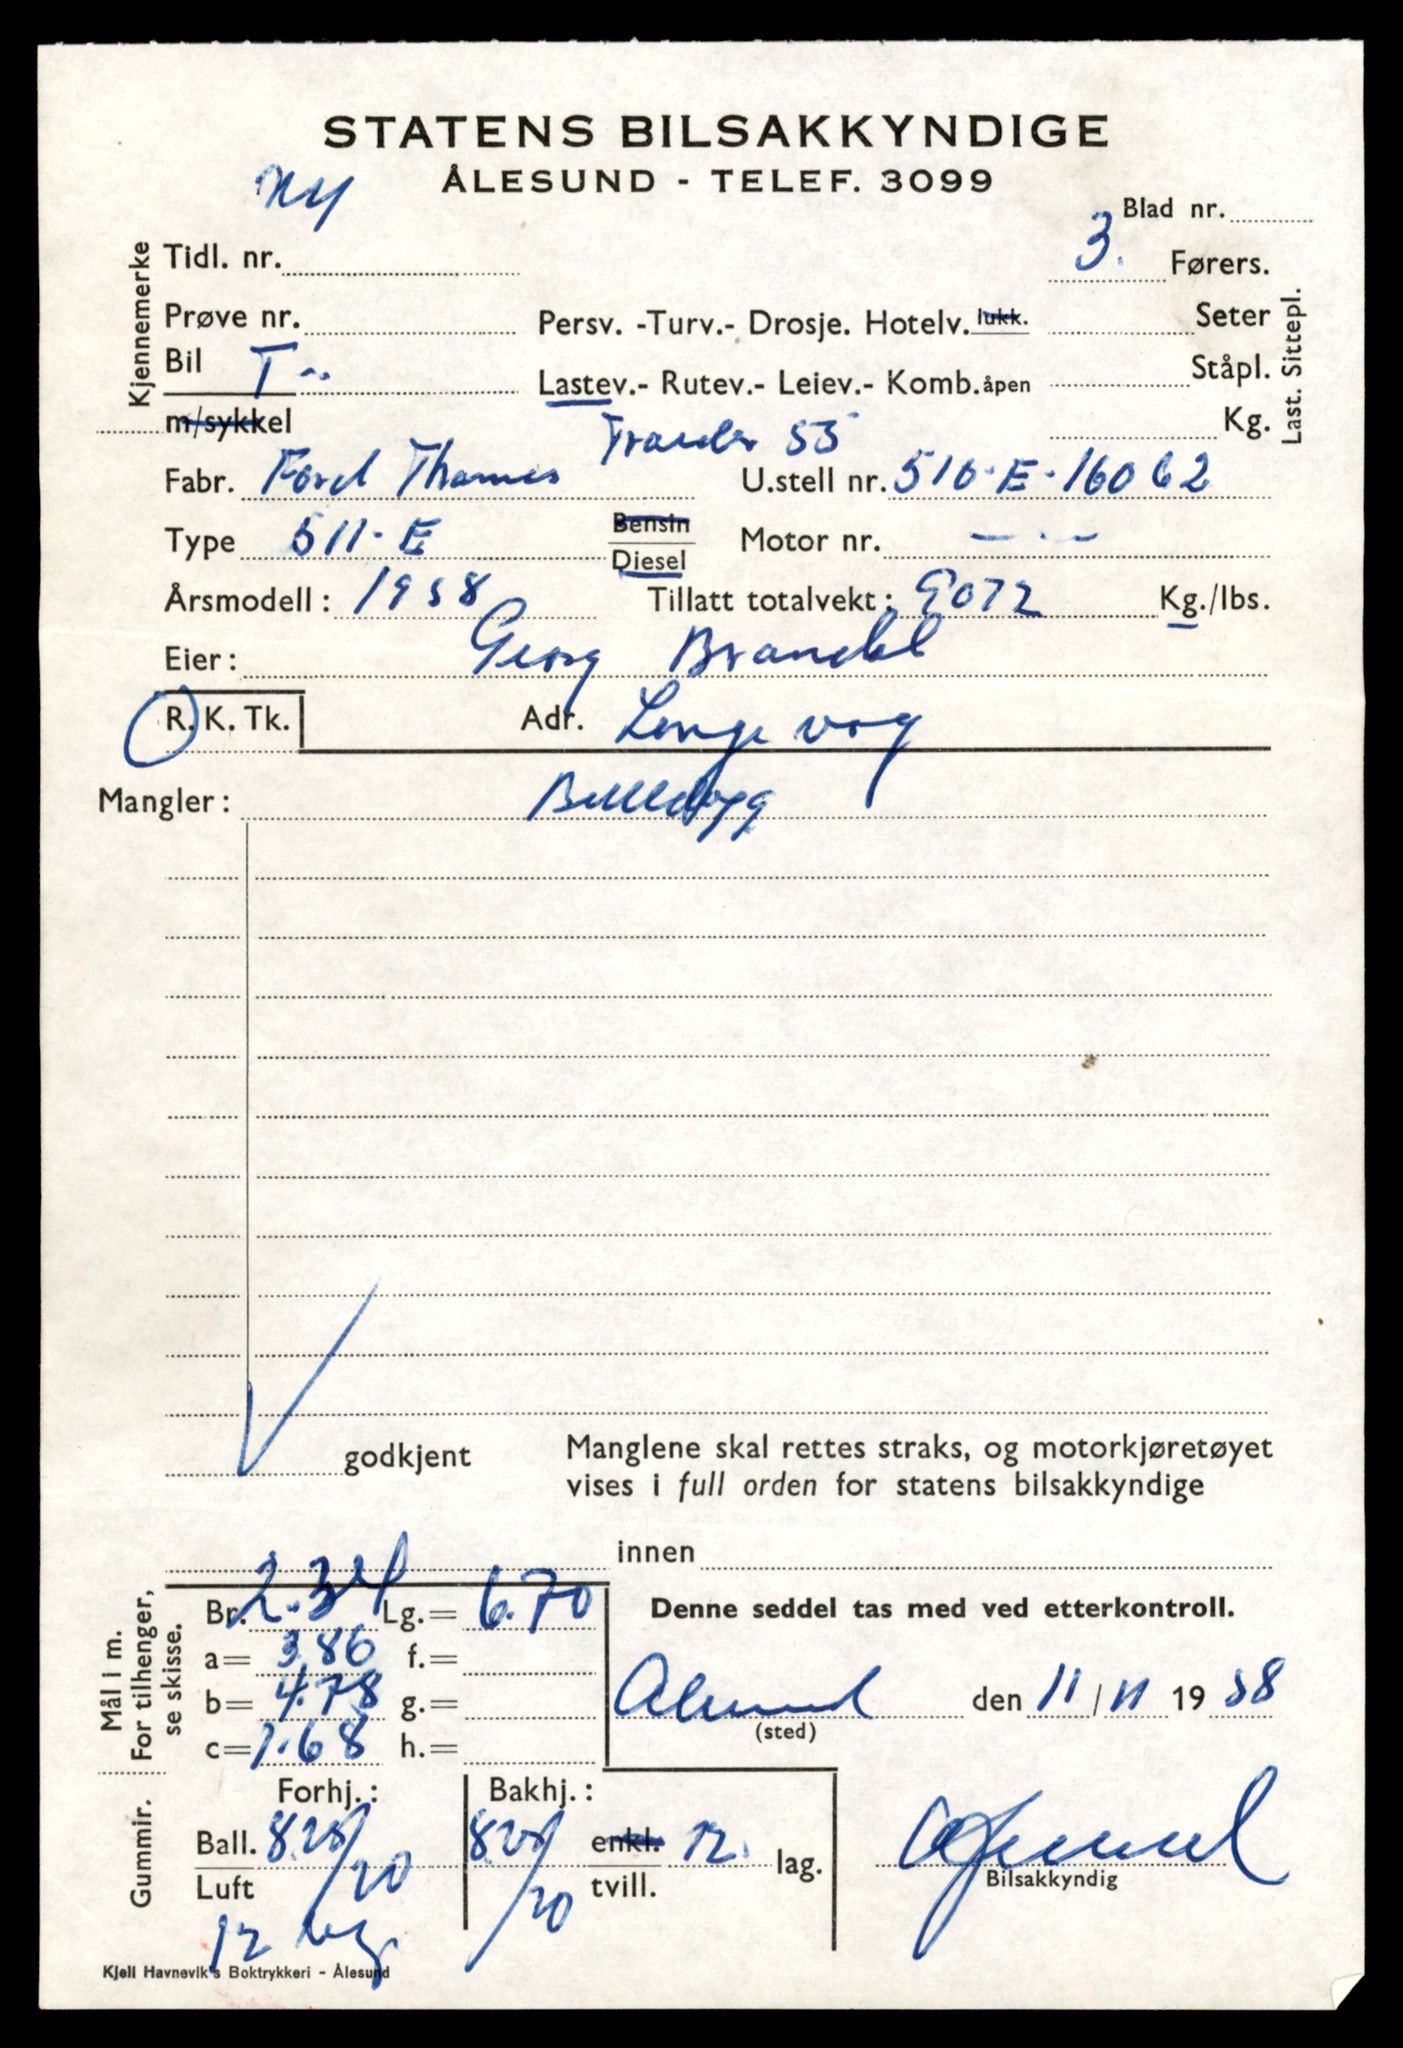 STATENS BILSAKKYNDIGE
ÅLESUND - TELEF. 3099
Ny
Blad nr.
Kjennemerke
Tidl. nr.
3. Førers.
Prøve nr.
Persv. -Turv.- Drosje. Hotelv. lukk.
Seter
Bil T--
Lastev.- Rutev.- Leiev.- Komb. åpen
Ståpl.
Last. Sittepl.
m/sykkel
Kg.
Trader 55
Fabr. Ford Thames
U.stell nr. 510-E-16062
Type 511-E
Bensin
Diesel
Motor nr. - . -
Årsmodell: 1958
Tillatt totalvekt: 9072 Kg./lbs.
Eier: Georg Brandal
R. K. Tk.
Adr. Langevåg
Mangler: Bulldogg
godkjent
Manglene skal rettes straks, og motorkjøretøyet
vises i full orden for statens bilsakkyndige
innen
Mål i m.
For tilhenger,
se skisse.
Br. 2.34 Lg.= 6.70
a= 3.86 f.=
b= 4.78 g.=
c= 1.68 h.=
Denne seddel tas med ved etterkontroll.
Ålesund den 11/11 1958
(sted)
Gummir.
Forhj.:
Bakhj.:
Ball. 8.25/20
8.25/20 enkl. 12. lag.
Luft
tvill.
12 lag
Bilsakkyndig
Kjell Havnevik's Boktrykkeri - Ålesund